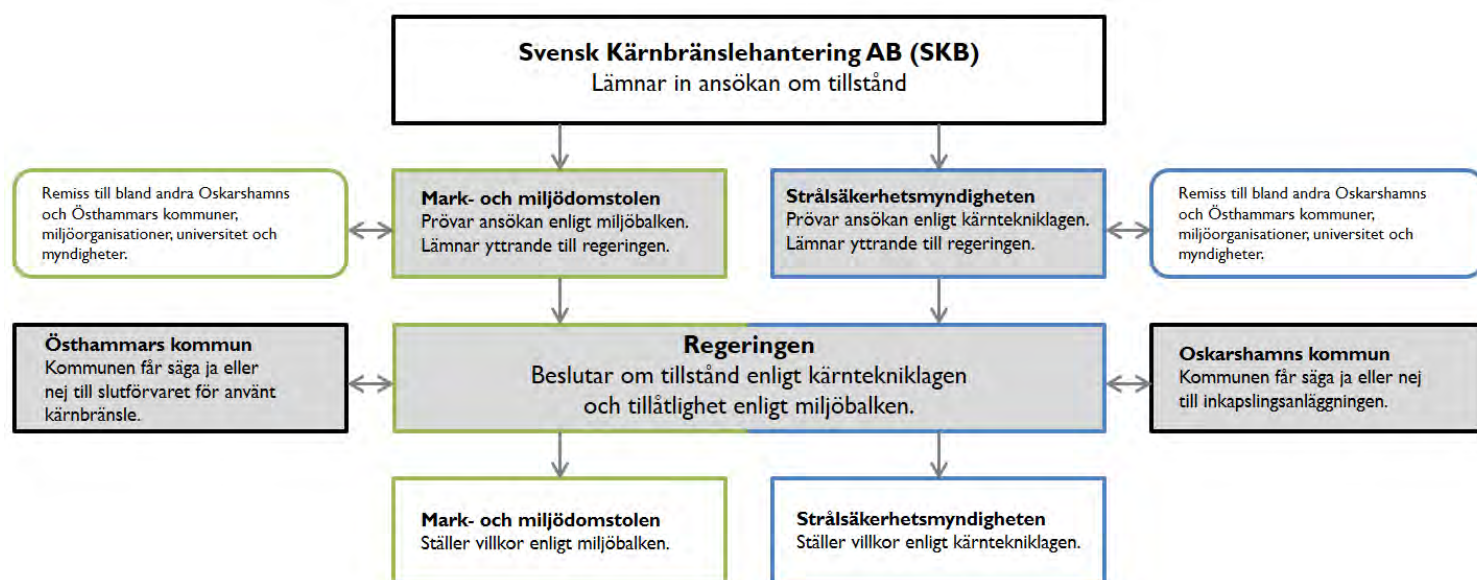 Svensk Kärnbränslehantering AB (SKB)
Lämnar in ansökan om tillstånd
Remiss till bland andra Oskarshamns
och Östhammars kommuner,
miljöorganisationer, universitet och
myndigheter.
Mark- och miljödomstolen
Prövar ansökan enligt miljöbalken.
Lämnar yttrande till regeringen.
Strålsäkerhetsmyndigheten
Prövar ansökan enligt kärntekniklagen.
Lämnar yttrande till regeringen.
Remiss till bland andra Oskarshamns
och Östhammars kommuner,
miljöorganisationer, universitet och
myndigheter.
Östhammars kommun
Kommunen får säga ja eller
nej till slutförvaret för använt
kärnbränsle.
Regeringen
Beslutar om tillstånd enligt kärntekniklagen
och tillåtlighet enligt miljöbalken.
Oskarshamns kommun
Kommunen får säga ja eller nej
till inkapslingsanläggningen.
Mark- och miljödomstolen
Ställer villkor enligt miljöbalken.
Strålsäkerhetsmyndigheten
Ställer villkor enligt kärntekniklagen.